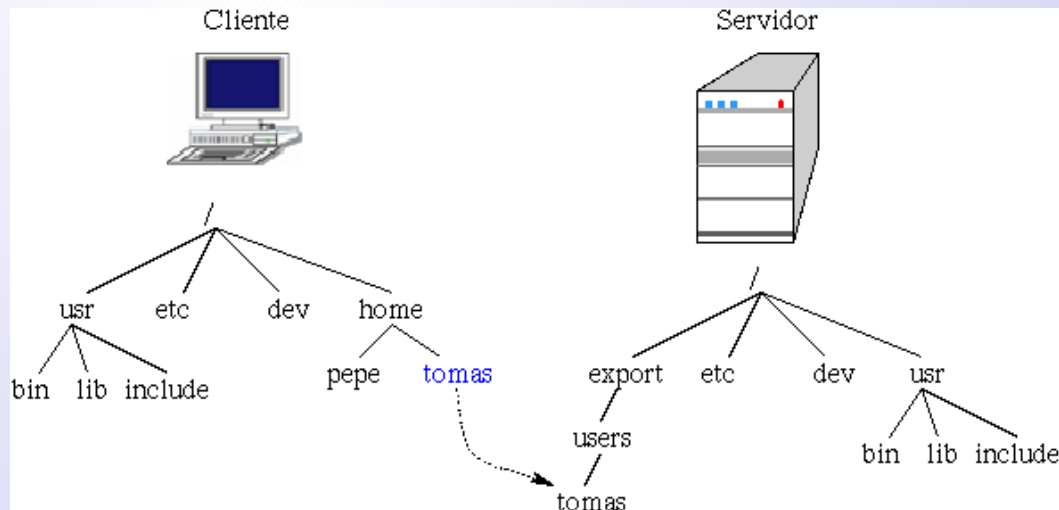 Cliente Servidor
/
/
usr etc dev home
bin lib include pepe tomas
export etc dev usr
users
bin lib include
tomas